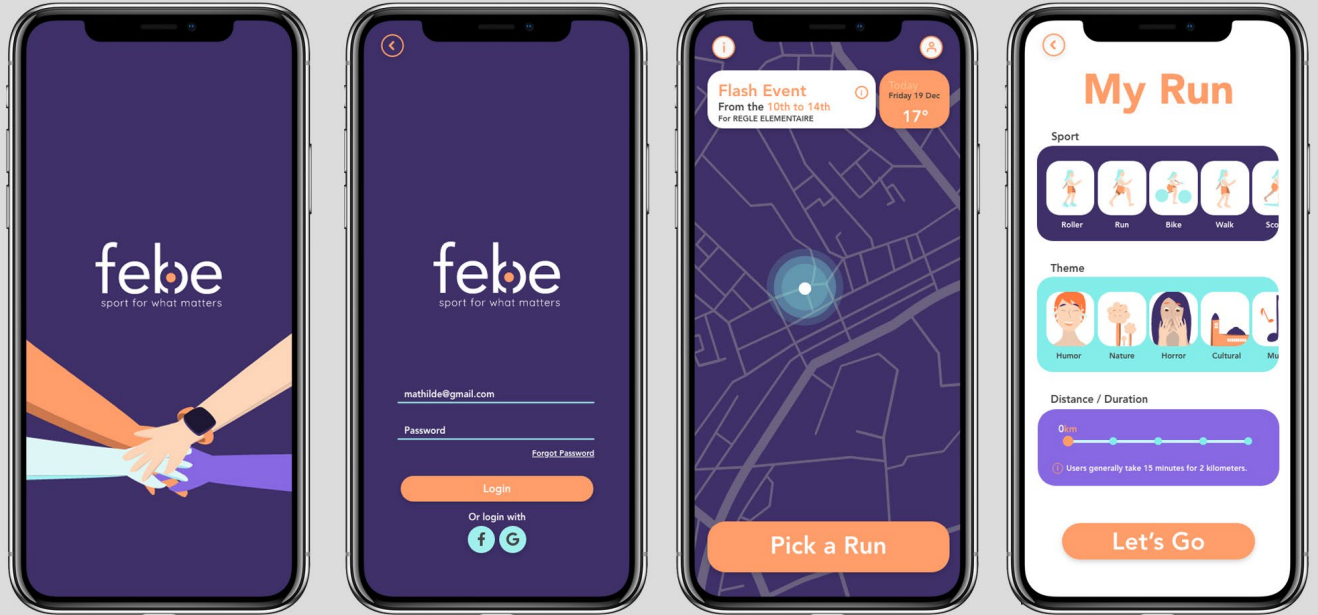 febe
sport for what matters
febe
sport for what matters
mathilde@gmail.com
Password
Forgot Password
Login
Or login with
f G
Flash Event
From the 10th to 14th
For REGLE ELEMENTAIRE
Today
Friday 19 Dec
17°
Pick a Run
My Run
Sport
Roller Run Bike Walk Sco
Theme
Humor Nature Horror Cultural Mu
Distance / Duration
0km
Users generally take 15 minutes for 2 kilometers.
Let's Go